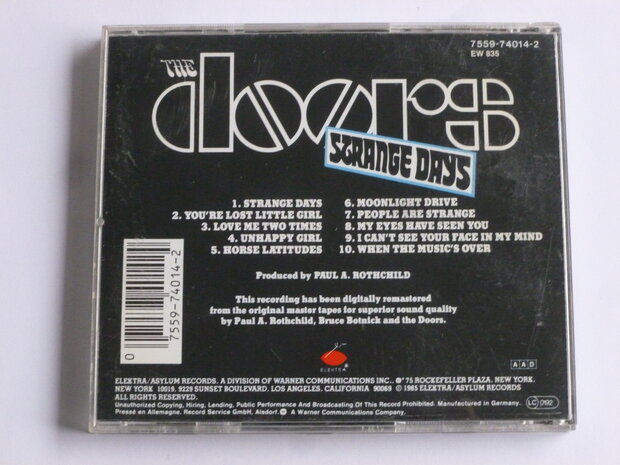 7559-74014-2
EW 835
THE
doors
STRANGE DAYS
1. STRANGE DAYS
2. YOU'RE LOST LITTLE GIRL
3. LOVE ME TWO TIMES
4. UNHAPPY GIRL
5. HORSE LATITUDES
6. MOONLIGHT DRIVE
7. PEOPLE ARE STRANGE
8. MY EYES HAVE SEEN YOU
9. I CAN'T SEE YOUR FACE IN MY MIND
10. WHEN THE MUSIC'S OVER
Produced by PAUL A. ROTHCHILD
This recording has been digitally remastered
from the original master tapes for superior sound quality
by Paul A. Rothchild, Bruce Botnick and the Doors.
0
7559-74014-2
ELEKTRA
AAD
ELEKTRA/ASYLUM RECORDS. A DIVISION OF WARNER COMMUNICATIONS INC.. ● 75 ROCKEFELLER PLAZA. NEW YORK.
NEW YORK 10019. 9229 SUNSET BOULEVARD. LOS ANGELES. CALIFORNIA 90069 © 1985 ELEKTRA/ASYLUM RECORDS
ALL RIGHTS RESERVED.
Unauthorized Copying, Hiring, Lending, Public Performance And Broadcasting Of This Record Prohibited. Manufactured in Germany.
Pressé en Allemagne. Record Service GmbH, Alsdorf. A Warner Communications Company.
LC 0192